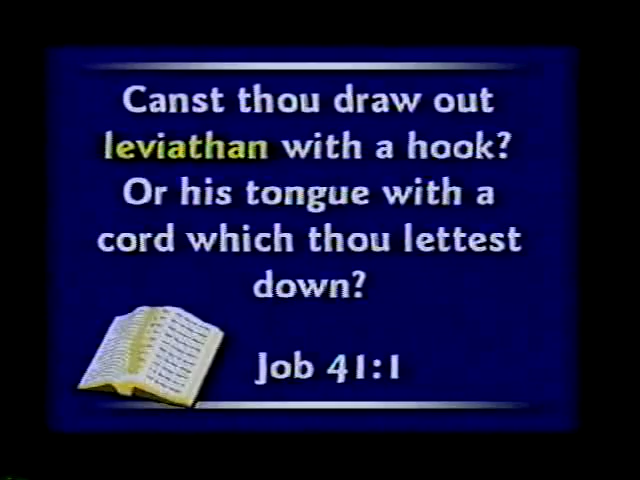 Canst thou draw out
leviathan with a hook?
Or his tongue with a
cord which thou lettest
down?
Job 41:1